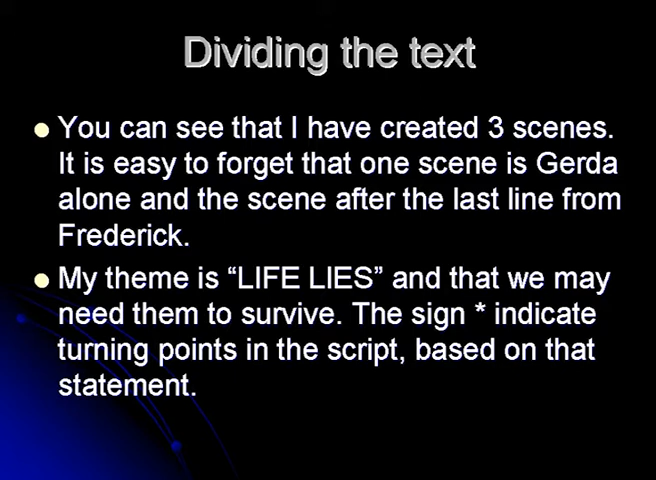 Dividing the text
You can see that I have created 3 scenes.
It is easy to forget that one scene is Gerda
alone and the scene after the last line from
Frederick.
My theme is “LIFE LIES” and that we may
need them to survive. The sign * indicate
turning points in the script, based on that
statement.